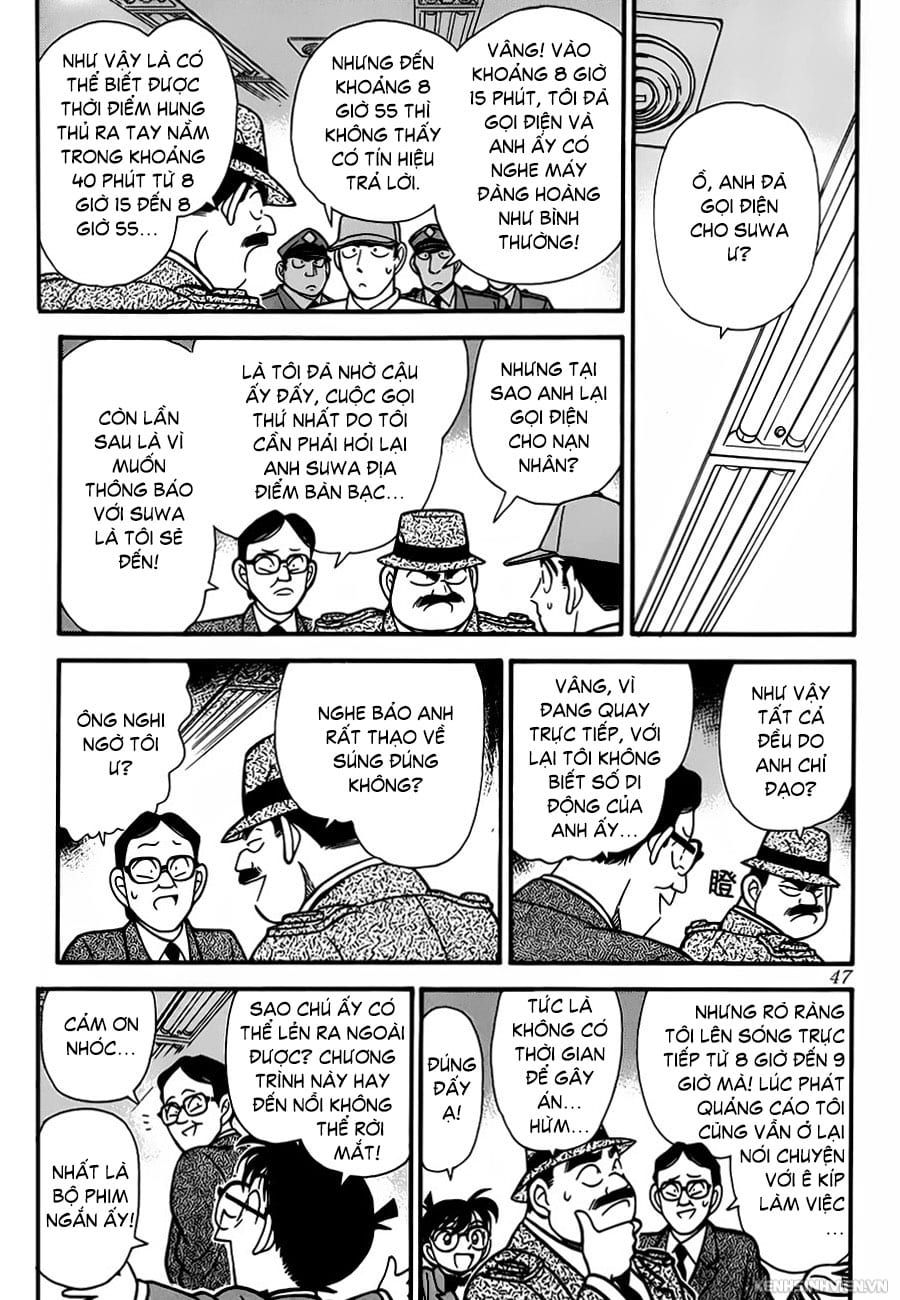 Ồ, ANH ĐÃ
GỌI ĐIỆN
CHO SUWA
Ư?
VÂNG! VÀO
KHOẢNG 8 GIỜ
15 PHÚT, TÔI ĐÃ
GỌI ĐIỆN VÀ
ANH ẤY CÓ
NGHE MÁY
ĐÀNG HOÀNG
NHƯ BÌNH
THƯỜNG!
NHƯNG ĐẾN
KHOẢNG 8
GIỜ 55 THÌ
KHÔNG THẤY
CÓ TÍN HIỆU
TRẢ LỜI.
NHƯ VẬY LÀ CÓ
THỂ BIẾT ĐƯỢC
THỜI ĐIỂM HUNG
THỦ RA TAY NẰM
TRONG KHOẢNG
40 PHÚT TỪ 8
GIỜ 15 ĐẾN 8
GIỜ 55...
NHƯNG TẠI
SAO ANH LẠI
GỌI ĐIỆN
CHO NẠN
NHÂN?
LÀ TÔI ĐÃ NHỜ CẬU
ẤY ĐẤY, CUỘC GỌI
THỨ NHẤT DO TÔI
CẦN PHẢI HỎI LẠI
ANH SUWA ĐỊA
ĐIỂM BÀN BẠC...
CÒN LẦN
SAU LÀ VÌ
MUỐN
THÔNG BÁO
VỚI SUWA
LÀ TÔI SẼ
ĐẾN!
NHƯ VẬY
TẤT CẢ
ĐỀU DO
ANH CHỈ
ĐẠO?
VÂNG, VÌ
ĐANG QUAY
TRỰC TIẾP, VỚI
LẠI TÔI KHÔNG
BIẾT SỐ DI
ĐỘNG CỦA
ANH ẤY...
瞪
NGHE BẢO ANH
RẤT THẠO VỀ
SÚNG ĐÚNG
KHÔNG?
ÔNG NGHI
NGỜ TÔI
Ư?
47
NHƯNG RÕ RÀNG
TÔI LÊN SÓNG TRỰC
TIẾP TỪ 8 GIỜ ĐẾN 9
GIỜ MÀ! LÚC PHÁT
QUẢNG CÁO TÔI
CŨNG VẪN Ở LẠI
NÓI CHUYỆN
VỚI Ê KÍP
LÀM VIỆC
...
TỨC LÀ
KHÔNG CÓ
THỜI GIAN
ĐỂ GÂY
ÁN...
HỪM...
ĐÚNG
ĐẤY
Ạ!
SAO CHÚ ẤY CÓ
THỂ LẺN RA NGOÀI
ĐƯỢC? CHƯƠNG
TRÌNH NÀY HAY
ĐẾN NỖI KHÔNG
THỂ RỜI
MẮT!
CẢM ƠN
NHÓC...
NHẤT LÀ
BỘ PHIM
NGẮN ẤY!
KENHSINHVIEN.VN